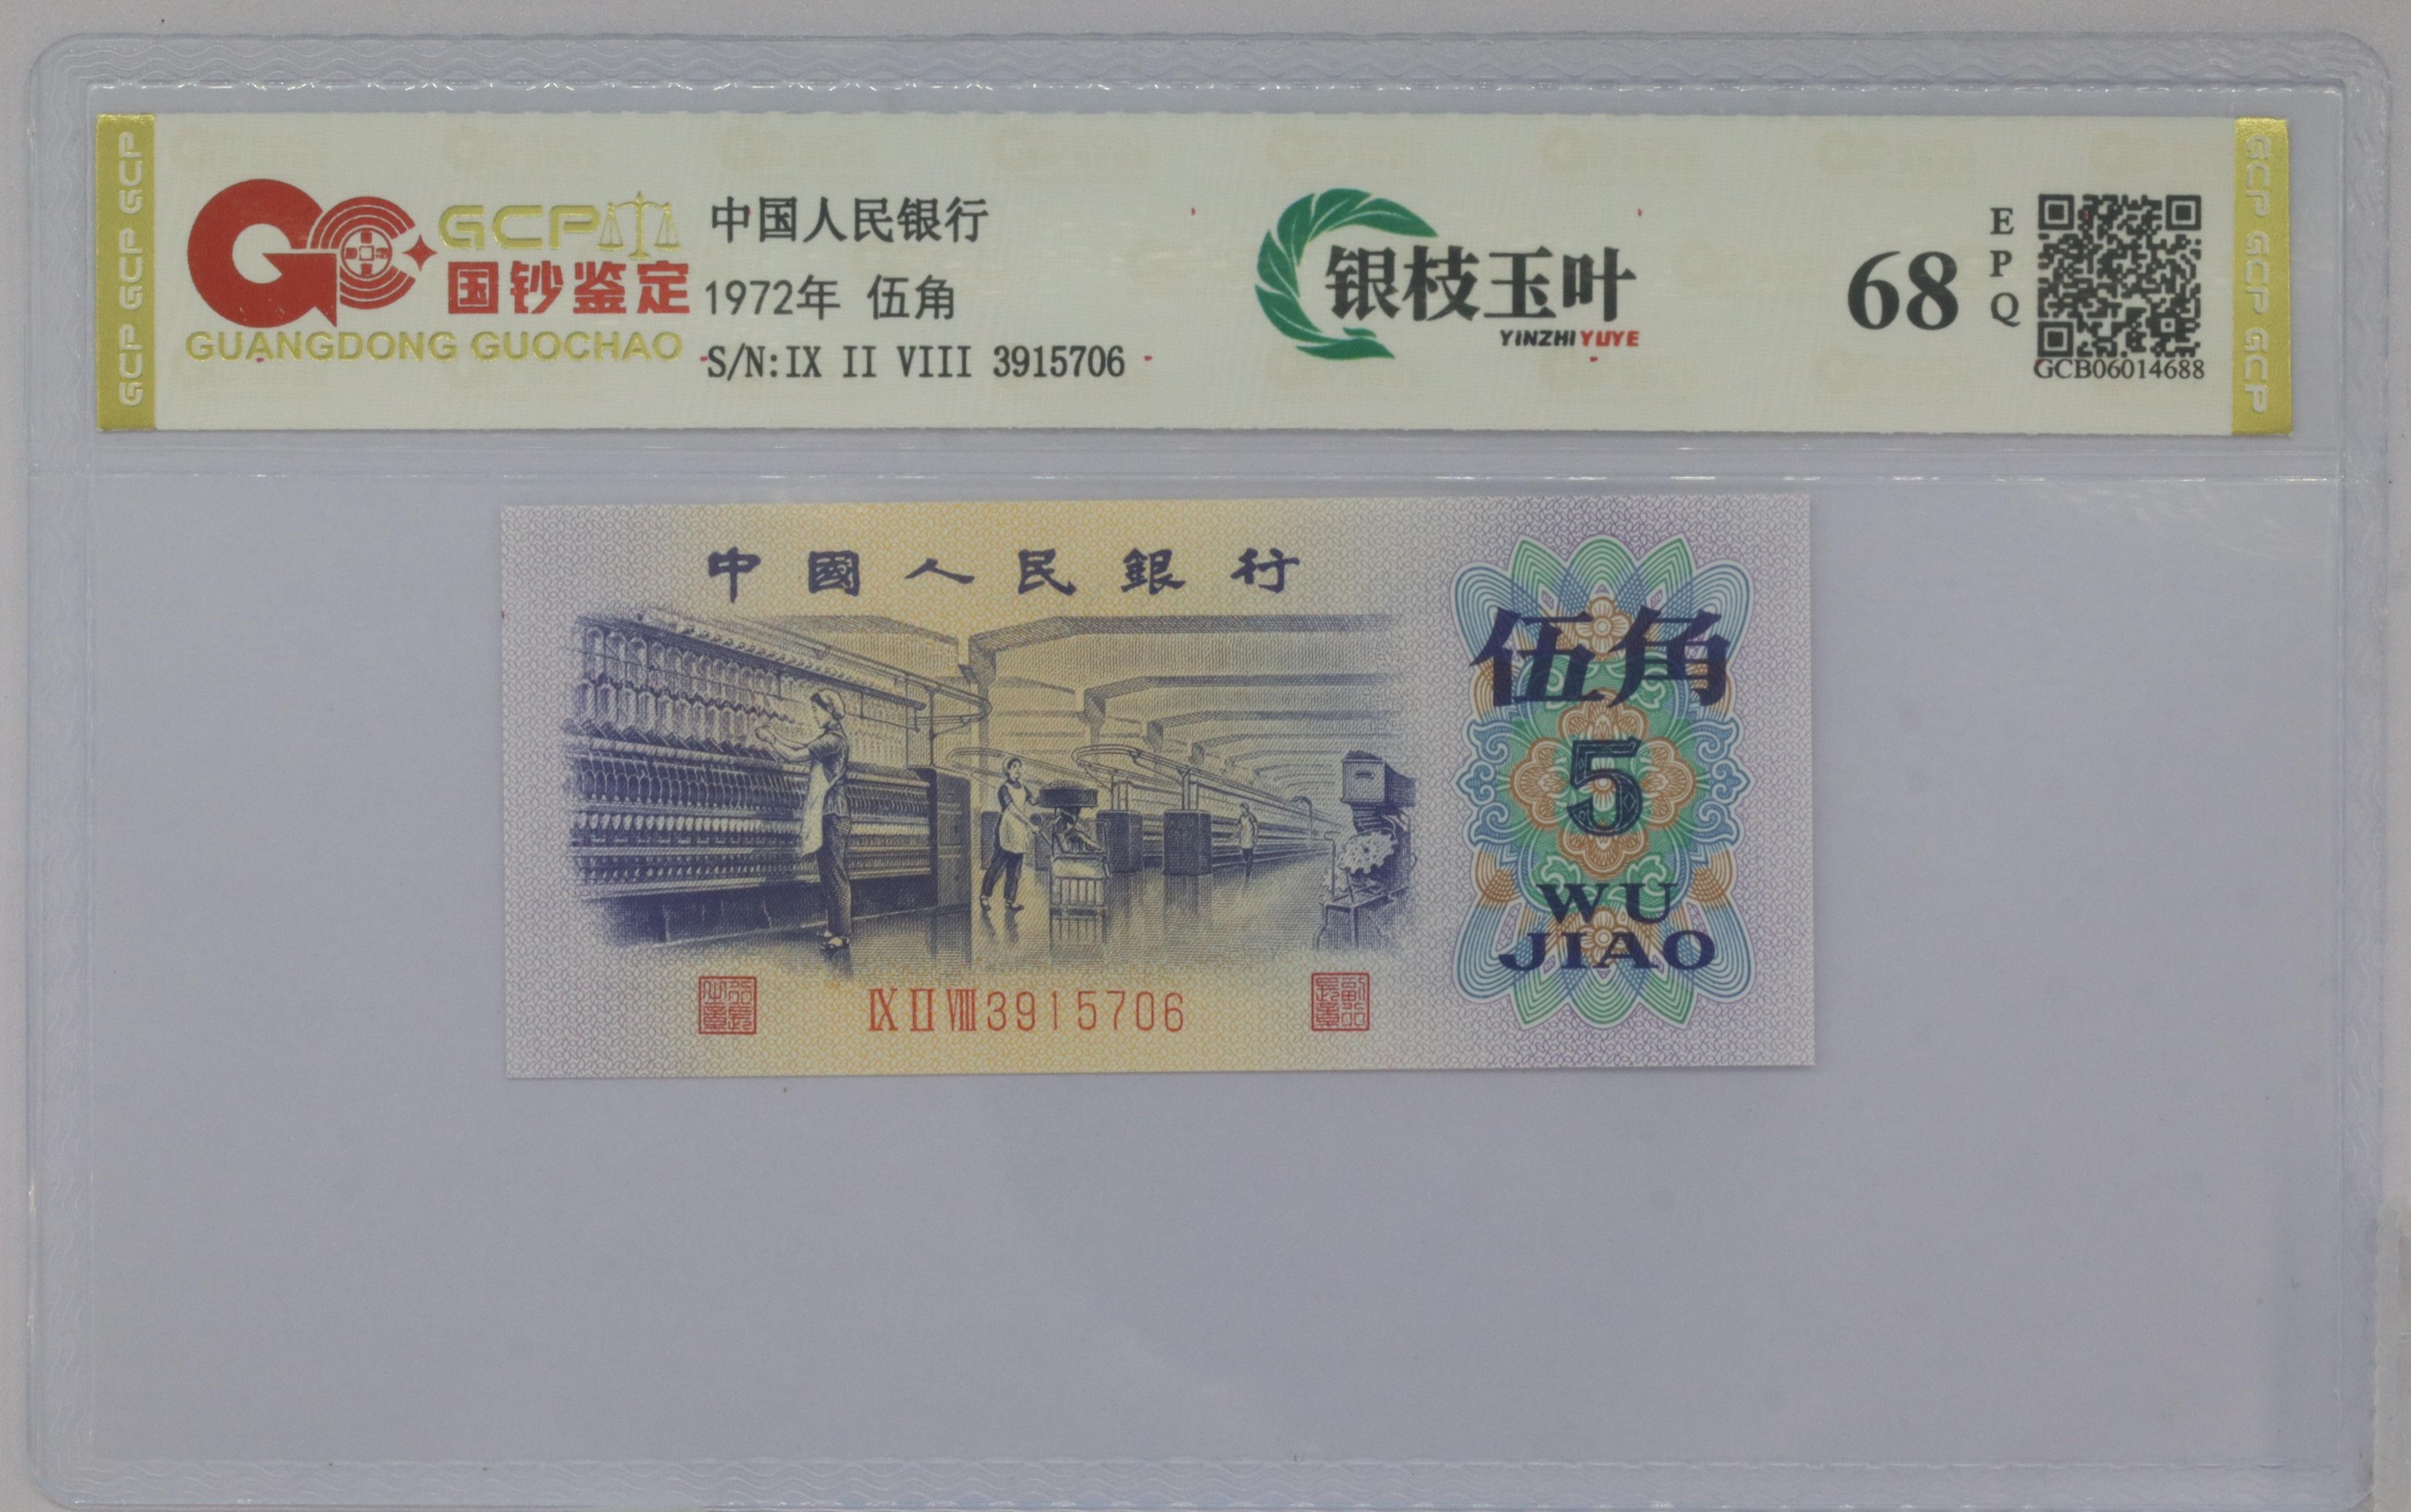 GCP GCP GCP
GCP
国钞鉴定
GUANGDONG GUOCHAO
中国人民银行
1972年 伍角
S/N:IX II VIII 3915706
银枝玉叶
YINZHI YUYE
68
EPQ
GCB06014688
GCP GCP GCP
中國人民銀行
伍角
5
WU
JIAO
IX II VIII 3915706